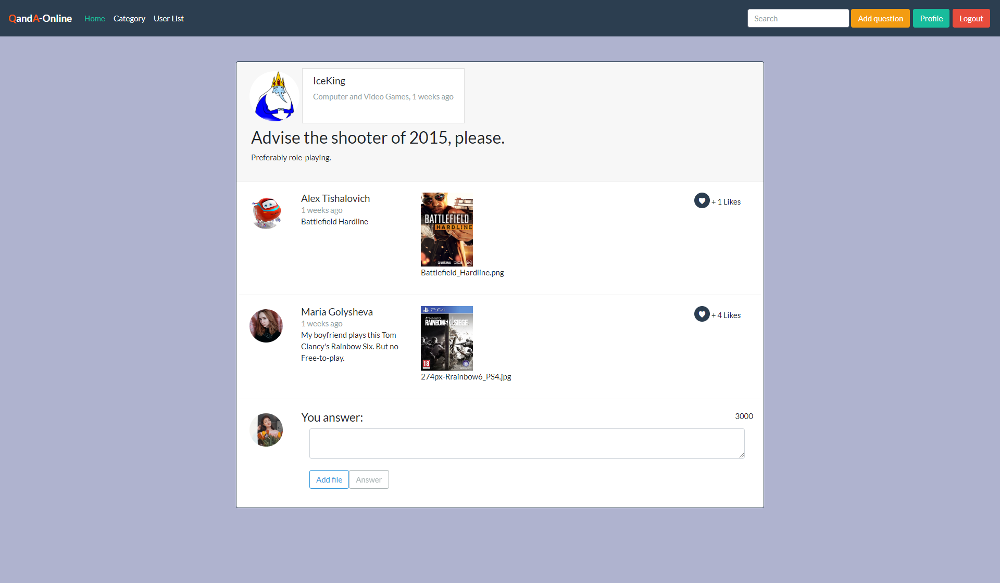 QandA-Online Home Category User List Search Add question Profile Logout
IceKing
Computer and Video Games, 1 weeks ago
Advise the shooter of 2015, please.
Preferably role-playing.
Alex Tishalovich
1 weeks ago
Battlefield Hardline
BATTLEFIELD
HARDLINE
VISCERAL DICE EA
Battlefield_Hardline.png
+ 1 Likes
Maria Golysheva
1 weeks ago
My boyfriend plays this Tom
Clancy's Rainbow Six. But no
Free-to-play.
PS4
RAINBOW SIEGE
18
274px-Rrainbow6_PS4.jpg
+ 4 Likes
You answer:
3000
Add file Answer